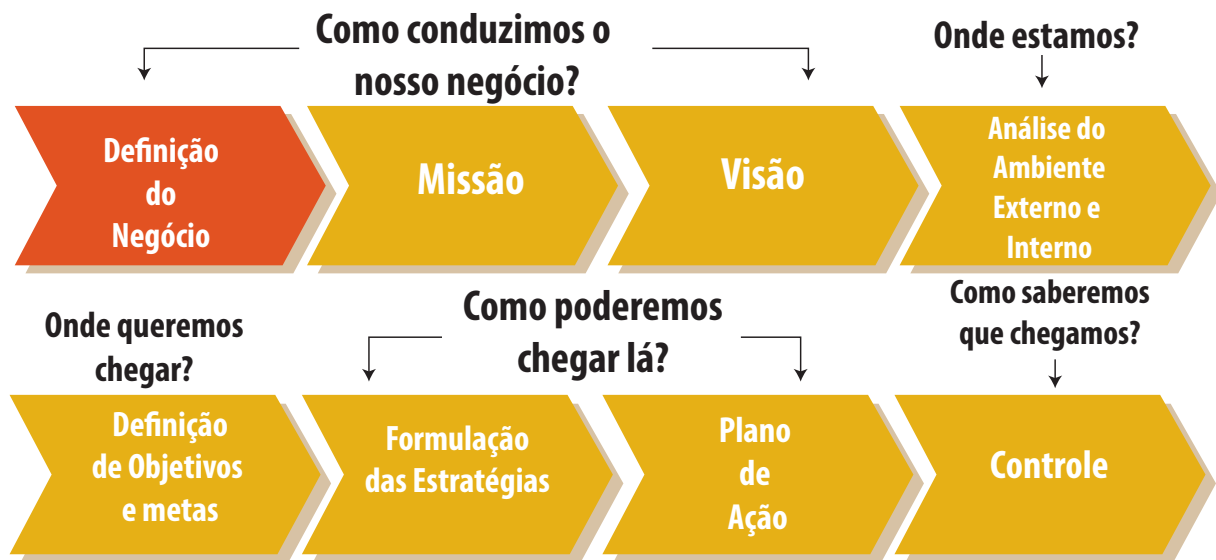 Como conduzimos o
nosso negócio?
Onde estamos?
Definição
do
Negócio
Missão
Visão
Análise do
Ambiente
Externo e
Interno
Onde queremos
chegar?
Como poderemos
chegar lá?
Como saberemos
que chegamos?
Definição
de Objetivos
e metas
Formulação
das Estratégias
Plano
de
Ação
Controle